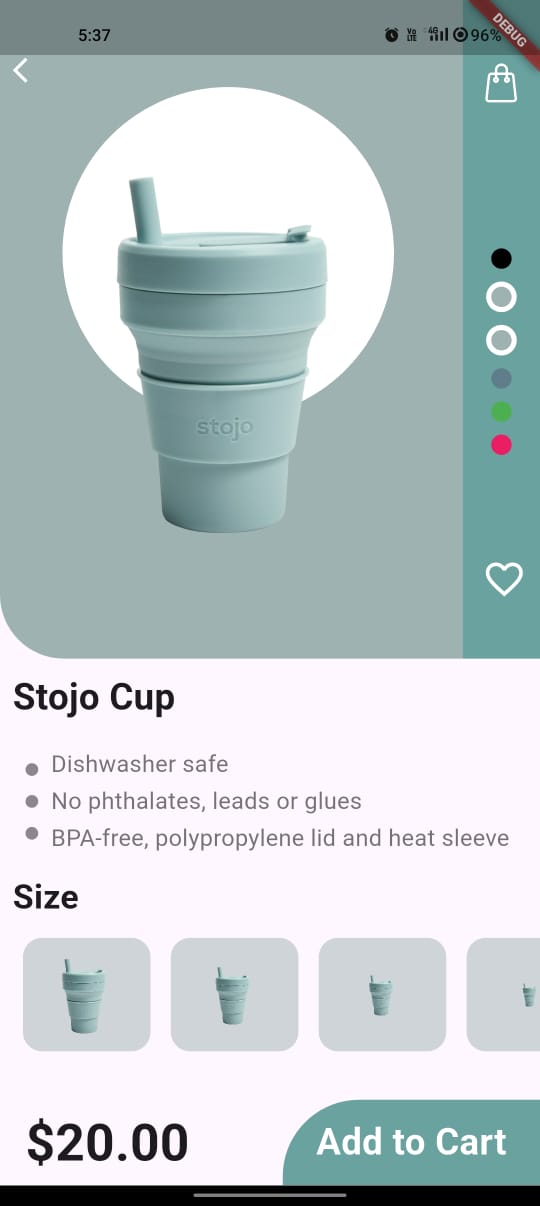 5:37
Vo
LTE
4G
96%
DEBUG
stojo
Stojo Cup
Dishwasher safe
No phthalates, leads or glues
BPA-free, polypropylene lid and heat sleeve
Size
$20.00
Add to Cart